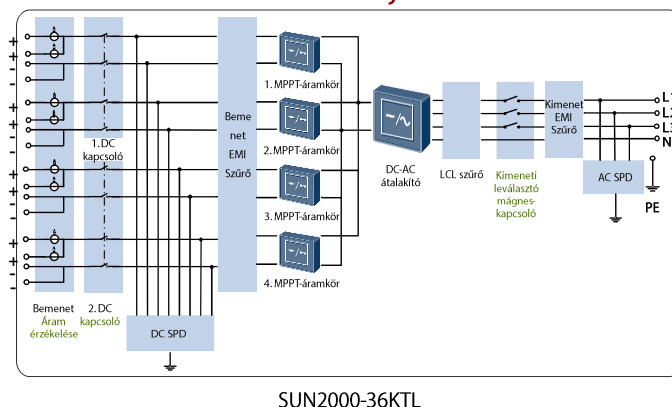 +
+
-
-
+
+
-
-
+
+
-
-
+
+
-
-
1. DC
kapcsoló
Beme
net
EMI
Szűrő
1. MPPT-áramkör
2. MPPT-áramkör
3. MPPT-áramkör
4. MPPT-áramkör
DC-AC
átalakító
LCL szűrő
Kimeneti
leválasztó
mágnes-
kapcsoló
Kimenet
EMI
Szűrő
L1
L2
L3
N
AC SPD
PE
Bemenet
Áram
érzékelése
2. DC
kapcsoló
DC SPD
SUN2000-36KTL